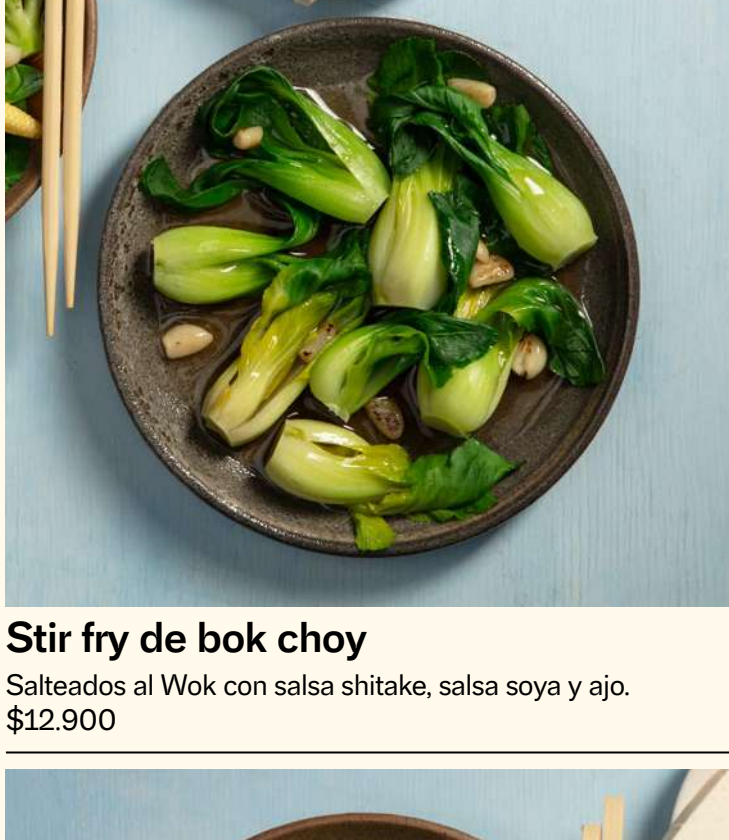 Stir fry de bok choy
Salteados al Wok con salsa shitake, salsa soya y ajo.
$12.900